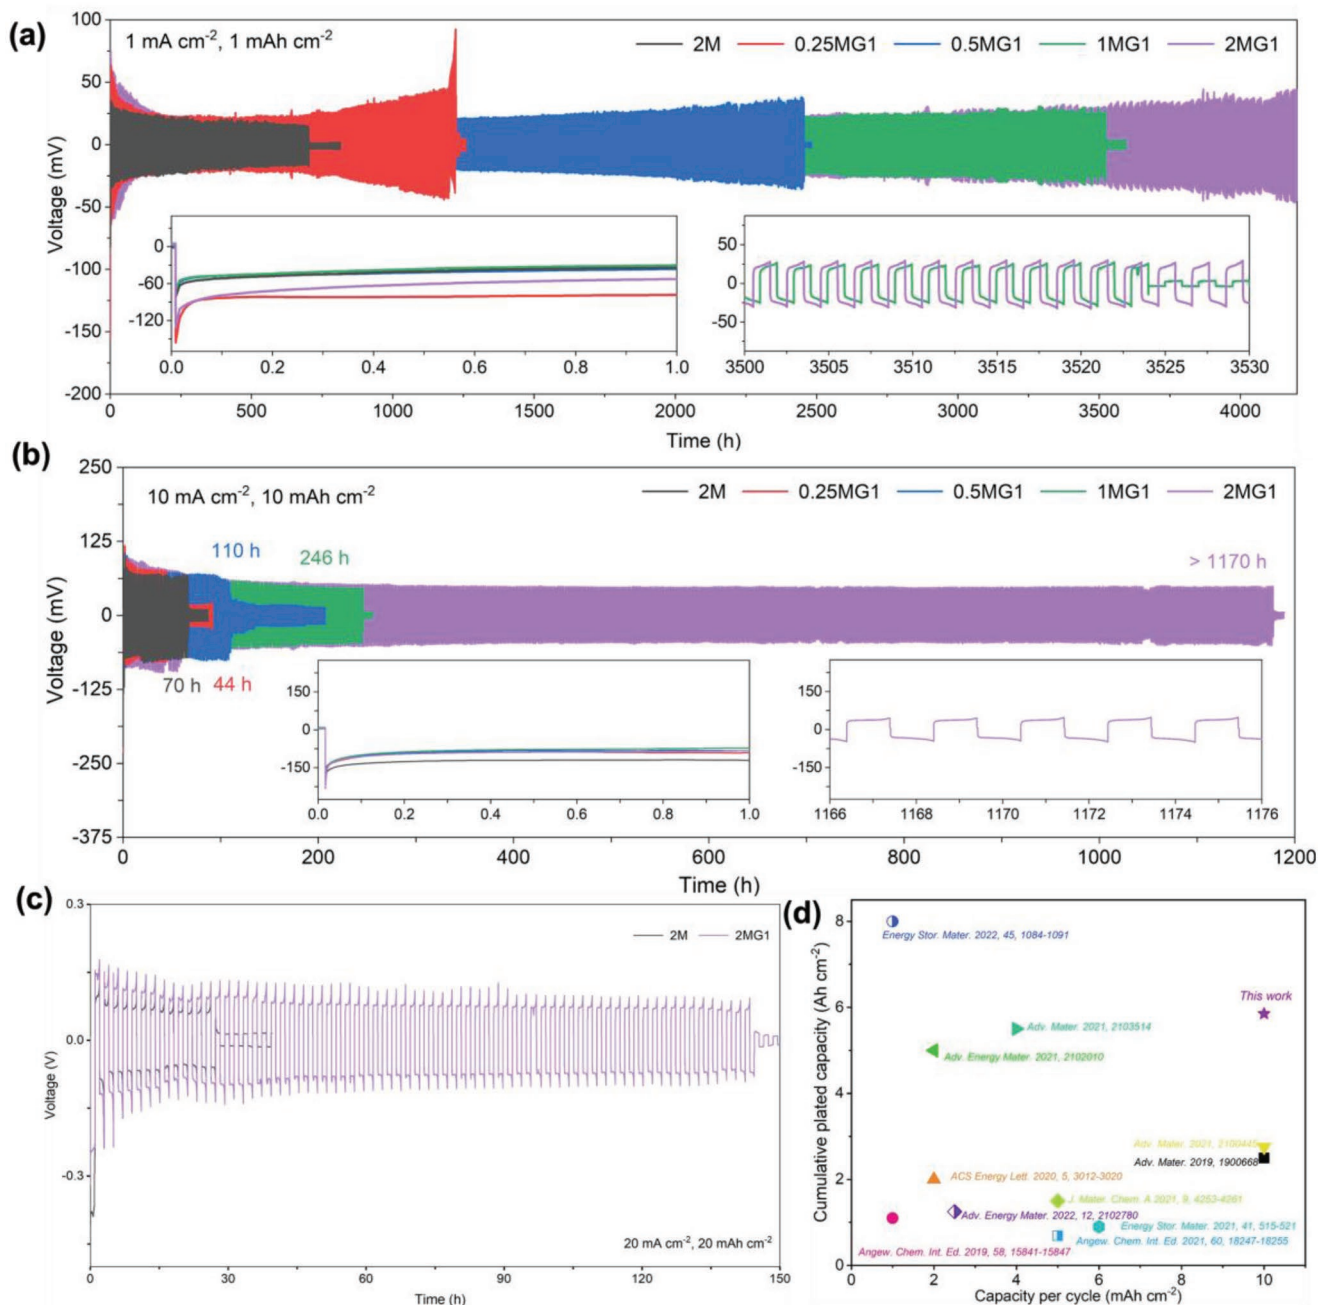 (a)
1 mA cm-2, 1 mAh cm-2
2M 0.25MG1 0.5MG1 1MG1 2MG1
100
50
0
-50
-100
-150
-200
Voltage (mV)
0
-60
-120
0.0 0.2 0.4 0.6 0.8 1.0
50
0
-50
3500 3505 3510 3515 3520 3525 3530
0 500 1000 1250 1500 2000 2500 3000 3500 4000
Time (h)
(b)
10 mA cm-2, 10 mAh cm-2
2M 0.25MG1 0.5MG1 1MG1 2MG1
250
125
0
-125
-250
-375
Voltage (mV)
110 h
246 h
> 1170 h
70 h 44 h
150
0
-150
0.0 0.2 0.4 0.6 0.8 1.0
150
0
-150
1166 1168 1170 1172 1174 1176
0 200 400 600 800 1000 1200
Time (h)
(c)
0.3
0.0
-0.3
Voltage (V)
2M 2MG1
20 mA cm-2, 20 mAh cm-2
0 30 60 90 120 150
Time (h)
(d)
8
6
4
2
0
Cumulative plated capacity (Ah cm-2)
Energy Stor. Mater. 2022, 45, 1084-1091
This work
Adv. Mater. 2021, 2103514
Adv. Energy Mater. 2021, 2102010
Adv. Mater. 2021, 2100445
Adv. Mater. 2019, 1900668
ACS Energy Lett. 2020, 5, 3012-3020
J. Mater. Chem. A 2021, 9, 4253-4261
Adv. Energy Mater. 2022, 12, 2102780
Energy Stor. Mater. 2021, 41, 515-521
Angew. Chem. Int. Ed. 2021, 60, 18247-18255
Angew. Chem. Int. Ed. 2019, 58, 15841-15847
0 2 4 6 8 10
Capacity per cycle (mAh cm-2)